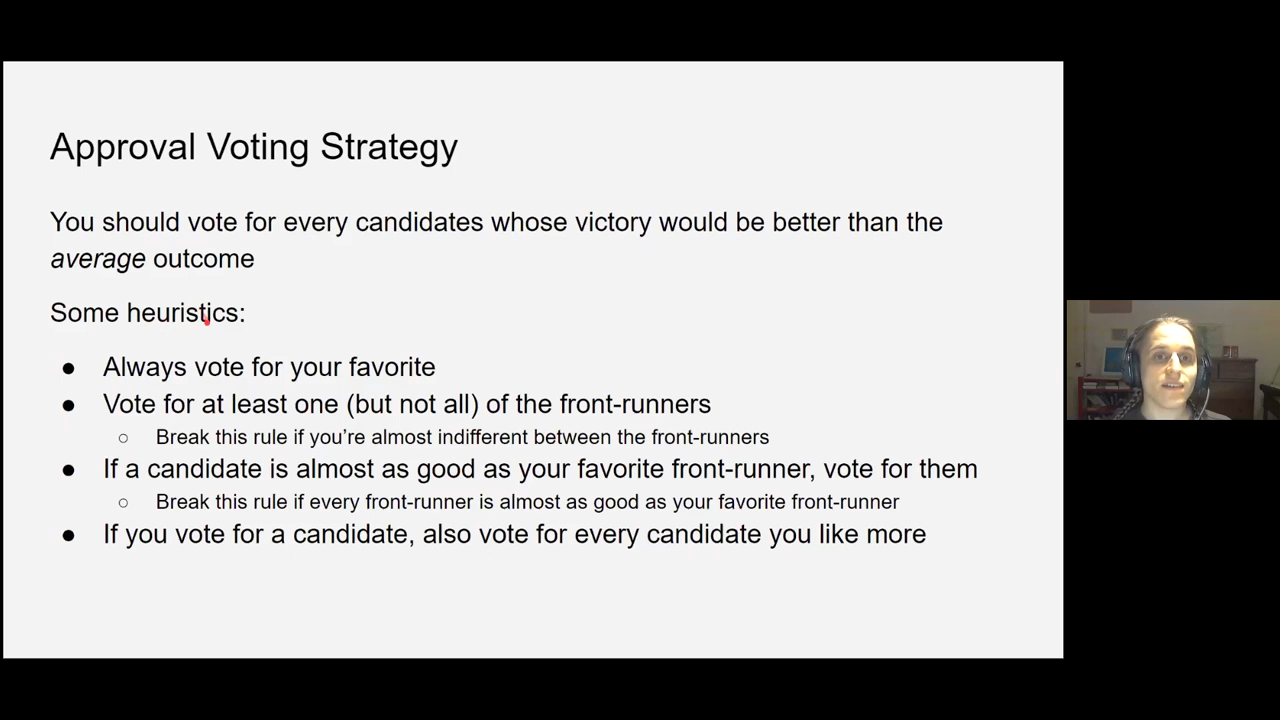 Approval Voting Strategy
You should vote for every candidates whose victory would be better than the
average outcome
Some heuristics:
● Always vote for your favorite
● Vote for at least one (but not all) of the front-runners
○ Break this rule if you’re almost indifferent between the front-runners
● If a candidate is almost as good as your favorite front-runner, vote for them
○ Break this rule if every front-runner is almost as good as your favorite front-runner
● If you vote for a candidate, also vote for every candidate you like more